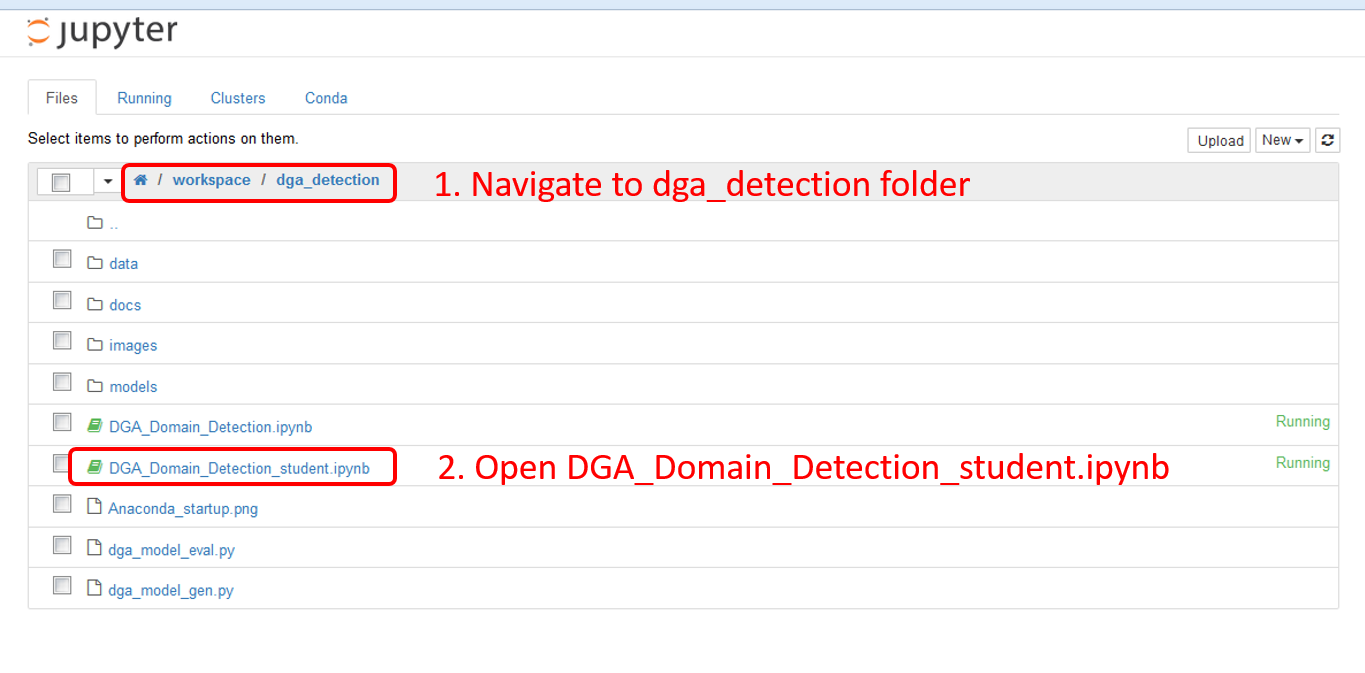 jupyter
Files Running Clusters Conda
Select items to perform actions on them.
Upload New
/ workspace / dga_detection 1. Navigate to dga_detection folder
..
data
docs
images
models
DGA_Domain_Detection.ipynb Running
DGA_Domain_Detection_student.ipynb 2. Open DGA_Domain_Detection_student.ipynb Running
Anaconda_startup.png
dga_model_eval.py
dga_model_gen.py